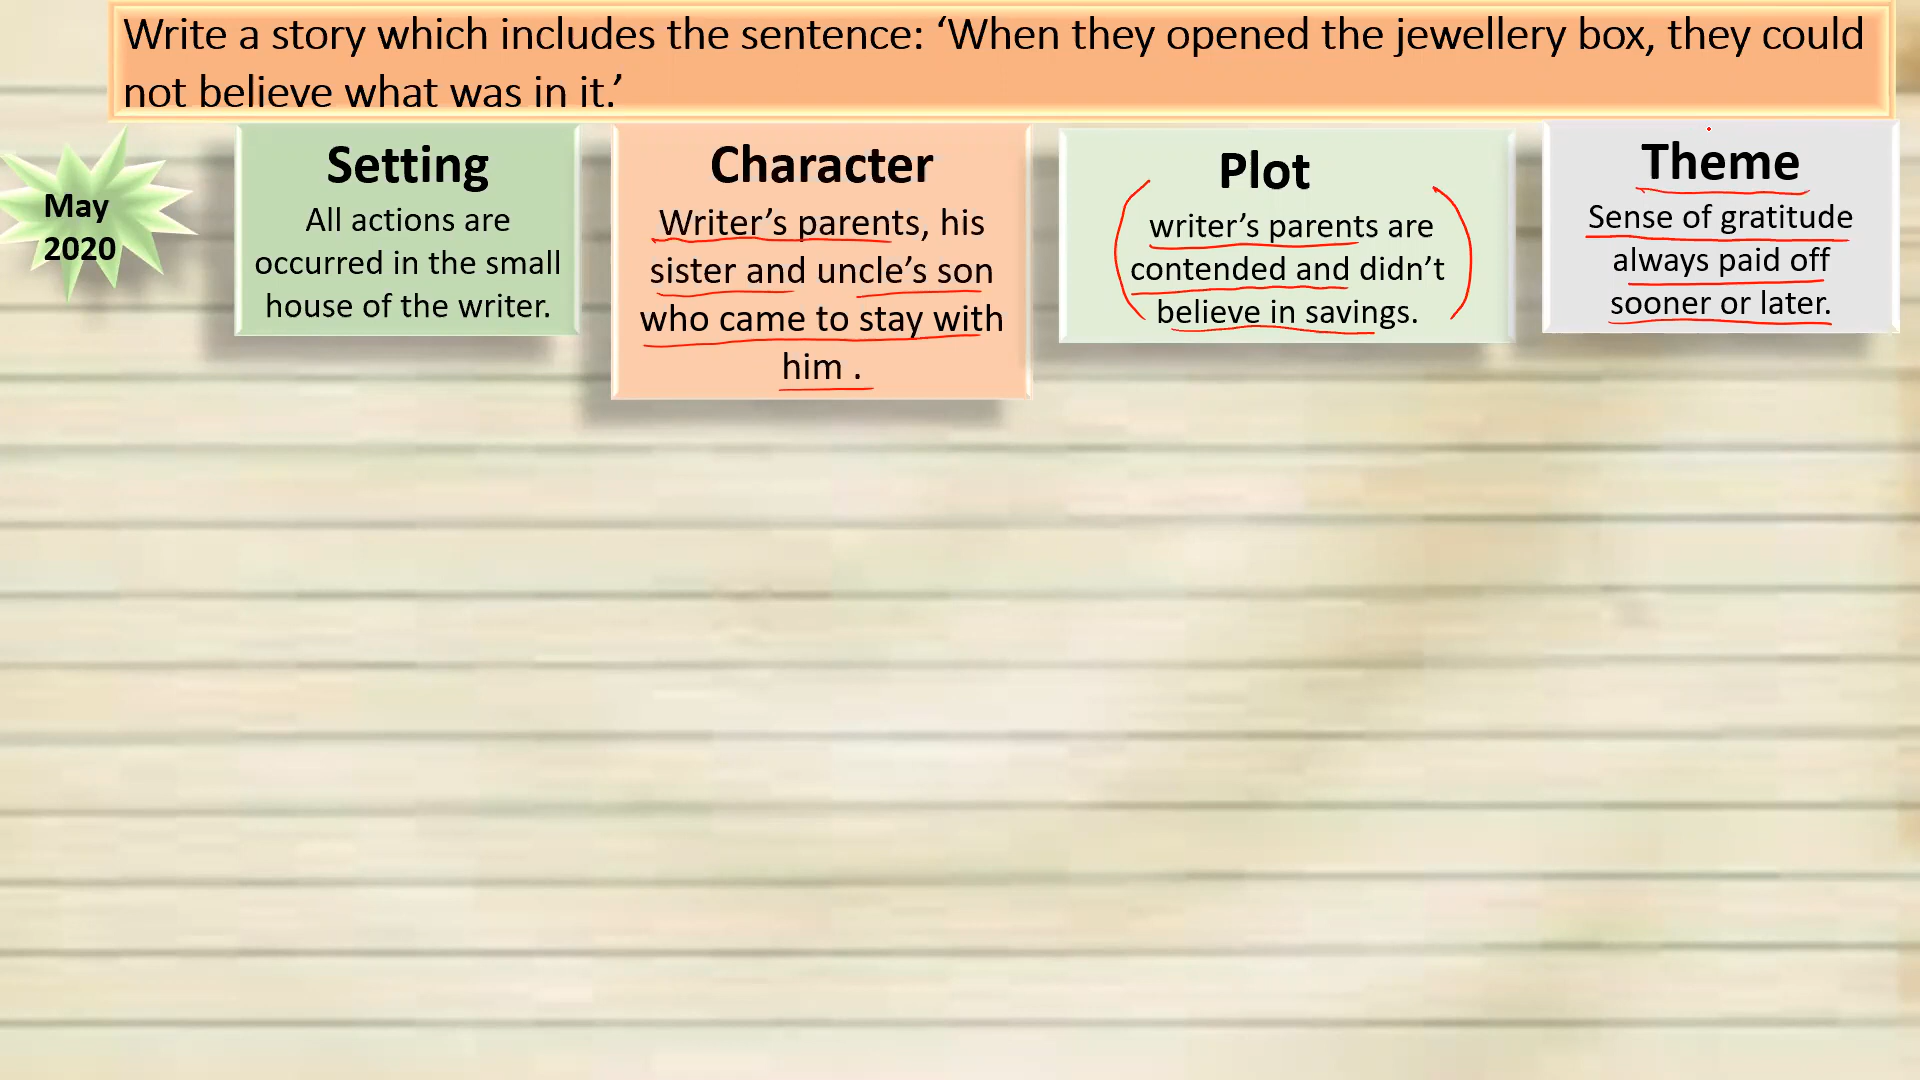 Write a story which includes the sentence: ‘When they opened the jewellery box, they could
not believe what was in it.’
May
2020
Setting
All actions are
occurred in the small
house of the writer.
Character
Writer’s parents, his
sister and uncle’s son
who came to stay with
him .
Plot
writer’s parents are
contended and didn’t
believe in savings.
Theme
Sense of gratitude
always paid off
sooner or later.